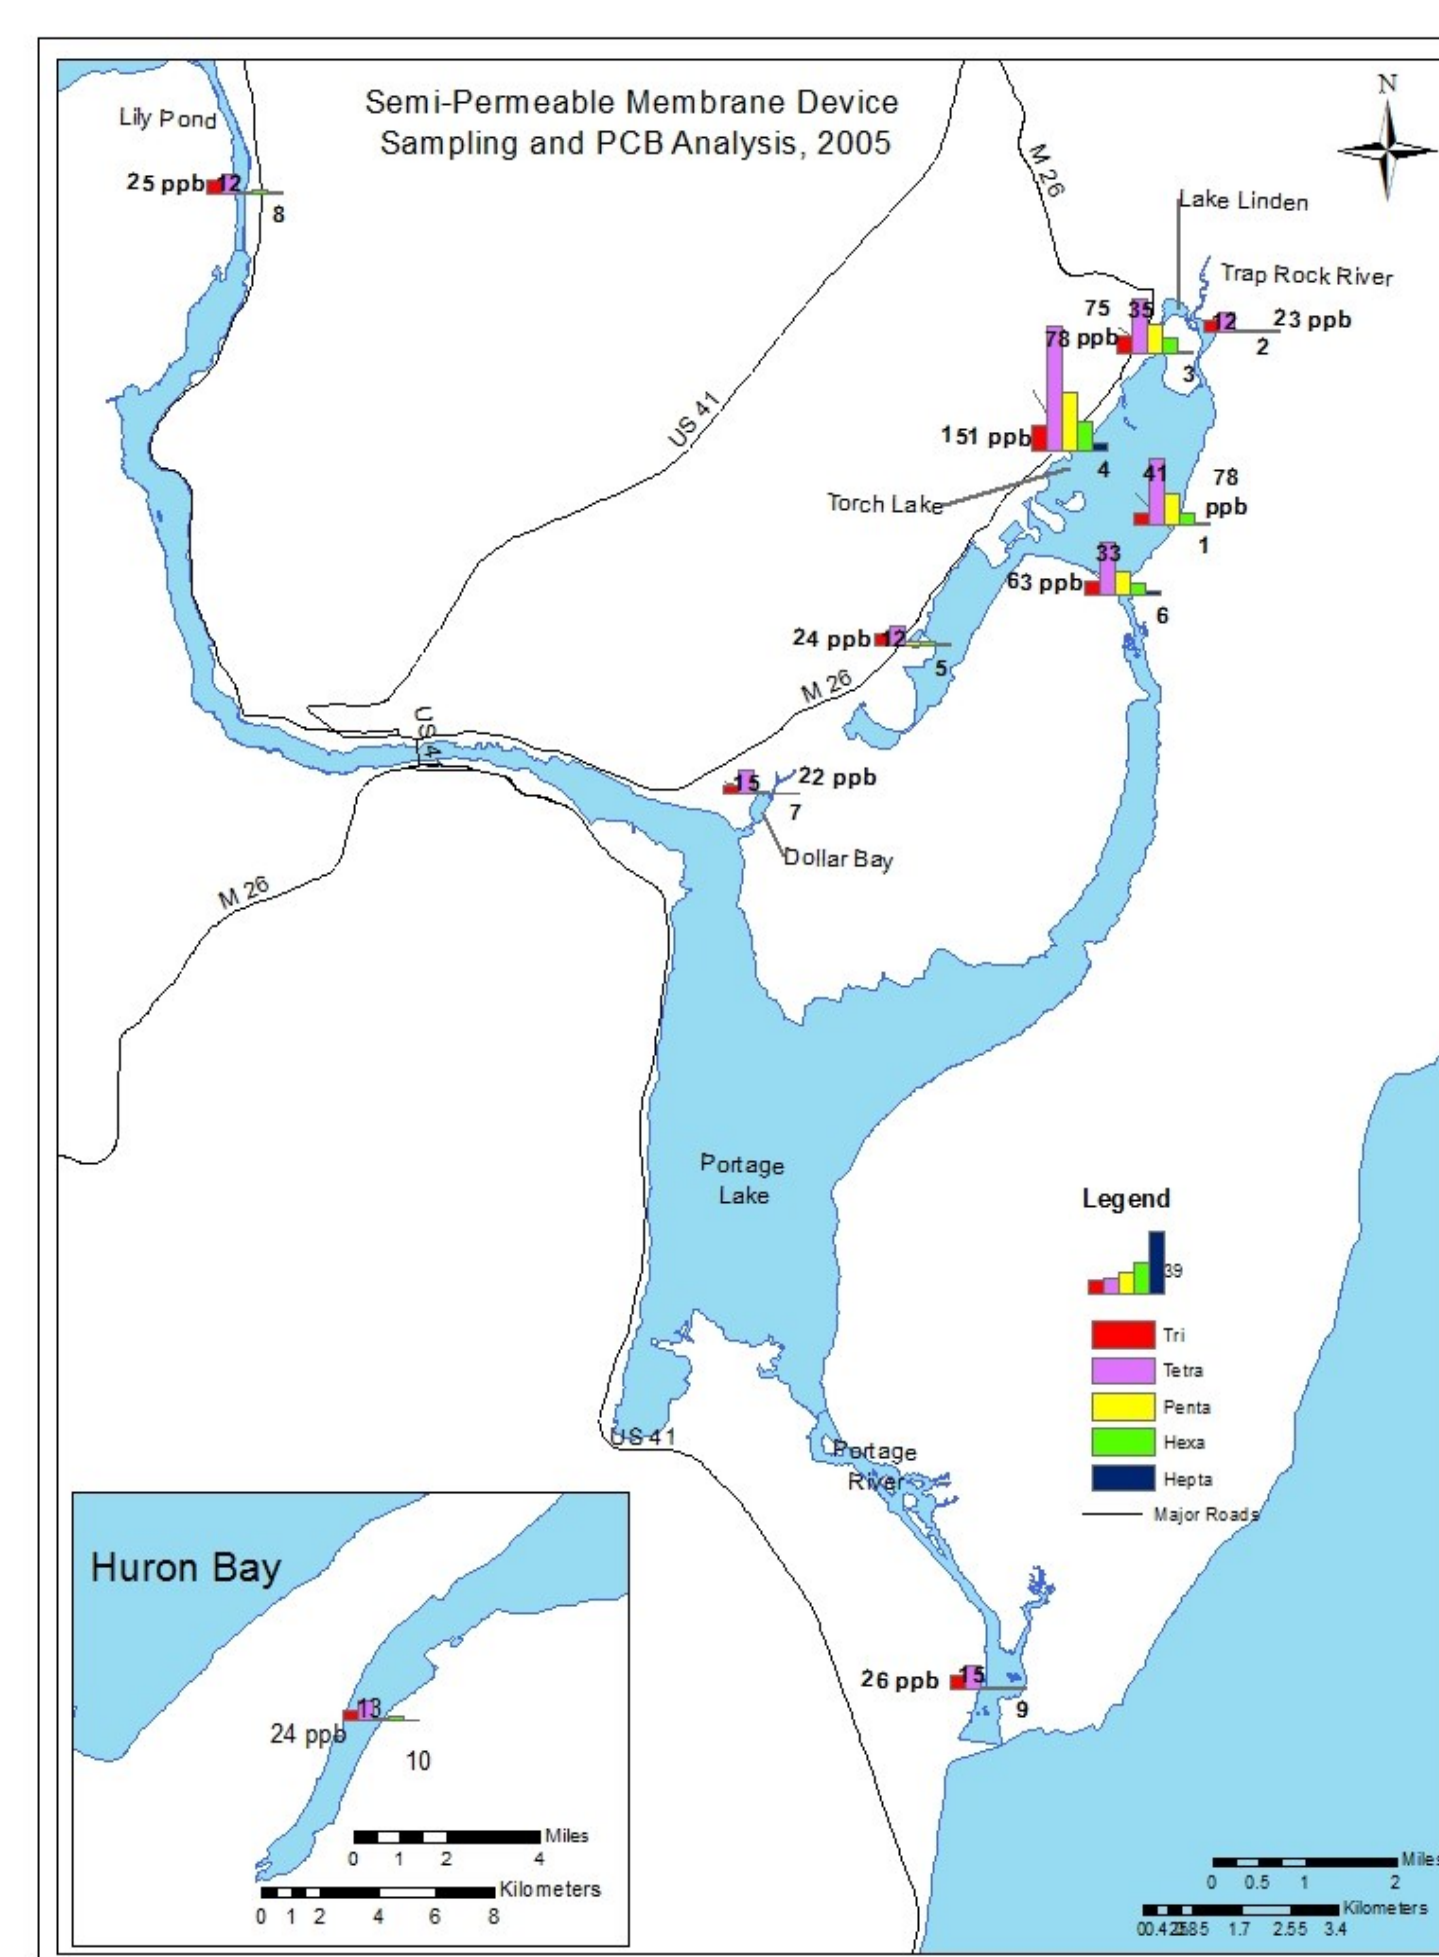 Semi-Permeable Membrane Device
Sampling and PCB Analysis, 2005
N
Lily Pond
25 ppb
12
8
M 26
Lake Linden
Trap Rock River
75
ppb
35
3
12
23 ppb
2
78
151 ppb
4
US 41
Torch Lake
41
78
ppb
1
33
63 ppb
6
24 ppb
12
5
M 26
US 4
15
22 ppb
7
Dollar Bay
M 26
Portage
Lake
Legend
39
Tri
Tetra
Penta
Hexa
Hepta
Major Roads
US 41
Portage
River
26 ppb
15
9
Huron Bay
13
24 ppb
10
Miles
0 1 2 4
Kilometers
0 1 2 4 6 8
Miles
0 0.5 1 2
Kilometers
1.7 2.55 3.4